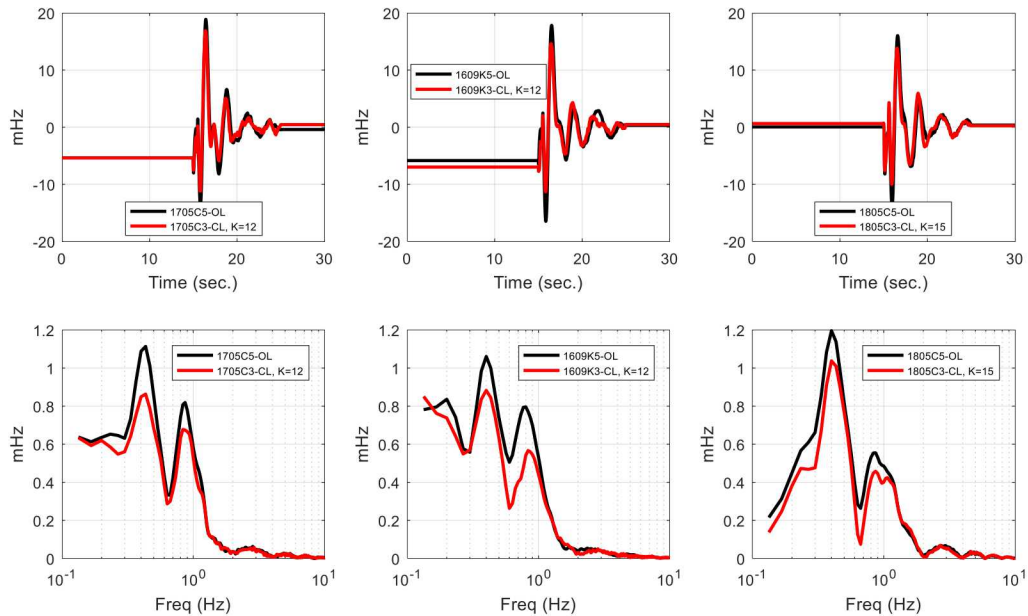 20
10
0
-10
-20
mHz
1705C5-OL
1705C3-CL, K=12
0
10
20
30
Time (sec.)
20
10
0
-10
-20
mHz
1609K5-OL
1609K3-CL, K=12
0
10
20
30
Time (sec.)
20
10
0
-10
-20
mHz
1805C5-OL
1805C3-CL, K=15
0
10
20
30
Time (sec.)
1.2
1
0.8
0.6
0.4
0.2
0
mHz
1705C5-OL
1705C3-CL, K=12
10-1
100
101
Freq (Hz)
1.2
1
0.8
0.6
0.4
0.2
0
mHz
1609K5-OL
1609K3-CL, K=12
10-1
100
101
Freq (Hz)
1.2
1
0.8
0.6
0.4
0.2
0
mHz
1805C5-OL
1805C3-CL, K=15
10-1
100
101
Freq (Hz)